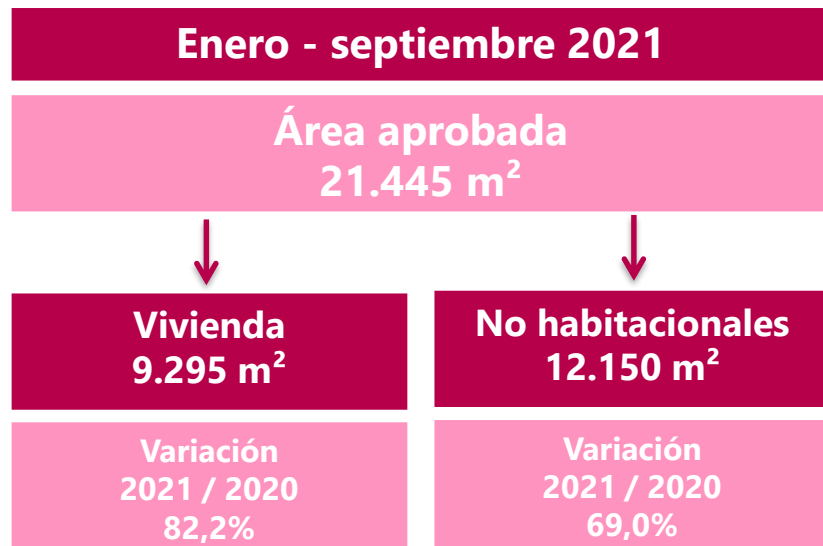 Enero - septiembre 2021
Área aprobada
21.445 m²
Vivienda
9.295 m²
No habitacionales
12.150 m²
Variación
2021 / 2020
82,2%
Variación
2021 / 2020
69,0%